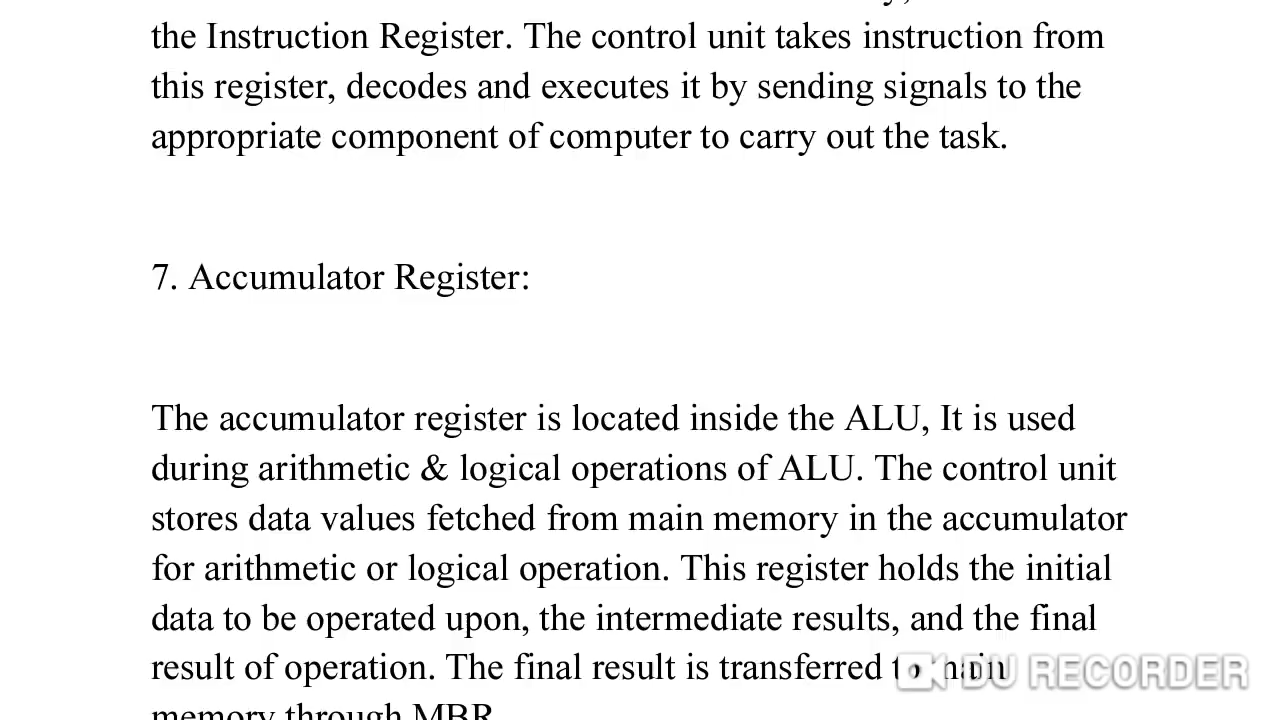 the Instruction Register. The control unit takes instruction from
this register, decodes and executes it by sending signals to the
appropriate component of computer to carry out the task.
7. Accumulator Register:
The accumulator register is located inside the ALU, It is used
during arithmetic & logical operations of ALU. The control unit
stores data values fetched from main memory in the accumulator
for arithmetic or logical operation. This register holds the initial
data to be operated upon, the intermediate results, and the final
result of operation. The final result is transferred to main
DU RECORDER
memory through MBR.